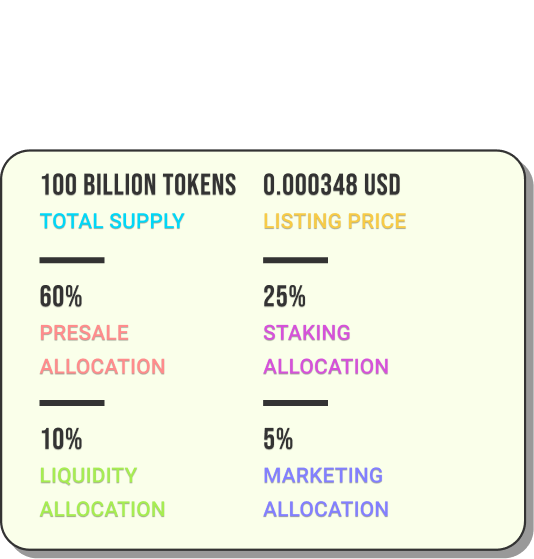 100 BILLION TOKENS
TOTAL SUPPLY
0.000348 USD
LISTING PRICE
60%
PRESALE
ALLOCATION
25%
STAKING
ALLOCATION
10%
LIQUIDITY
ALLOCATION
5%
MARKETING
ALLOCATION